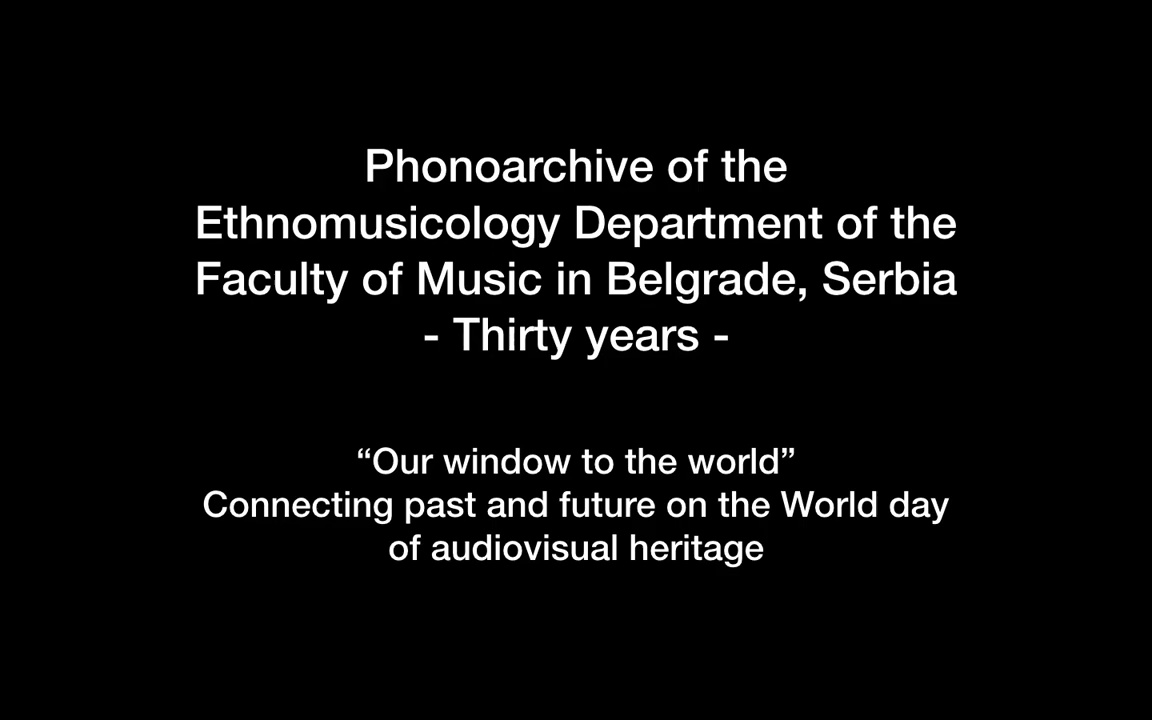 Phonoarchive of the
Ethnomusicology Department of the
Faculty of Music in Belgrade, Serbia
- Thirty years -
“Our window to the world”
Connecting past and future on the World day
of audiovisual heritage